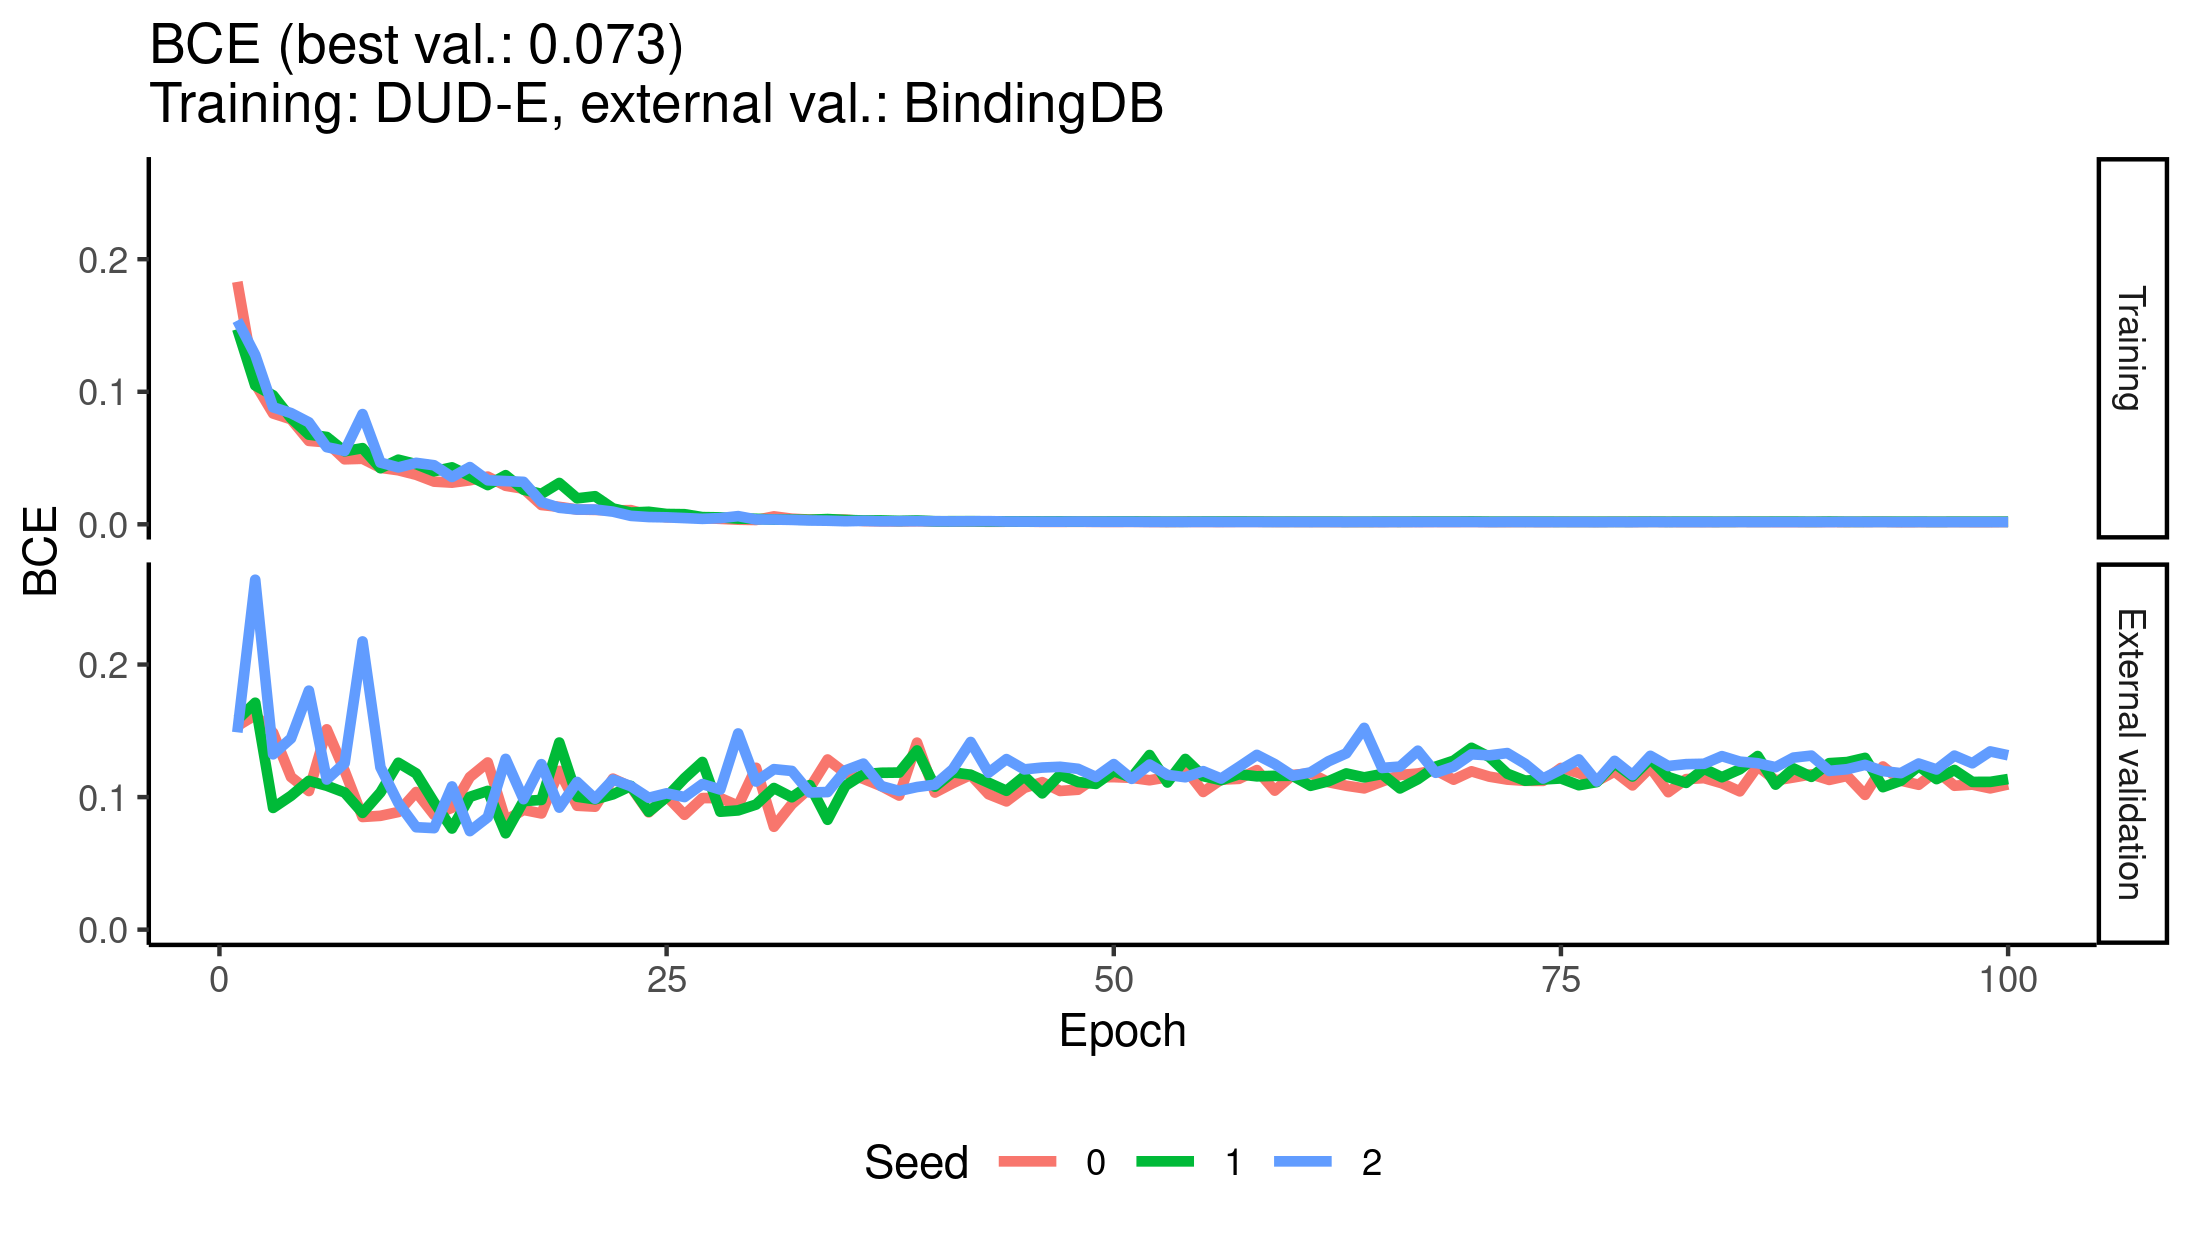 BCE (best val.: 0.073)
Training: DUD-E, external val.: BindingDB
BCE
0.2
0.1
0.0
Training
0.2
0.1
0.0
External validation
0 25 50 75 100
Epoch
Seed 0 1 2